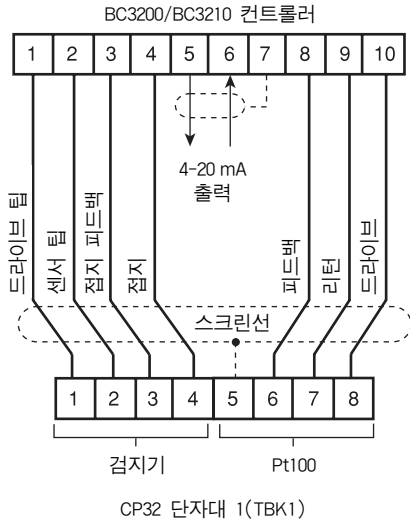 BC3200/BC3210 컨트롤러
1 2 3 4 5 6 7 8 9 10
4-20 mA
출력
드라이브 팁
센서 팁
접지 피드백
접지
피드백
리턴
드라이브
스크린선
1 2 3 4 5 6 7 8
검지기
Pt100
CP32 단자대 1(TBK1)